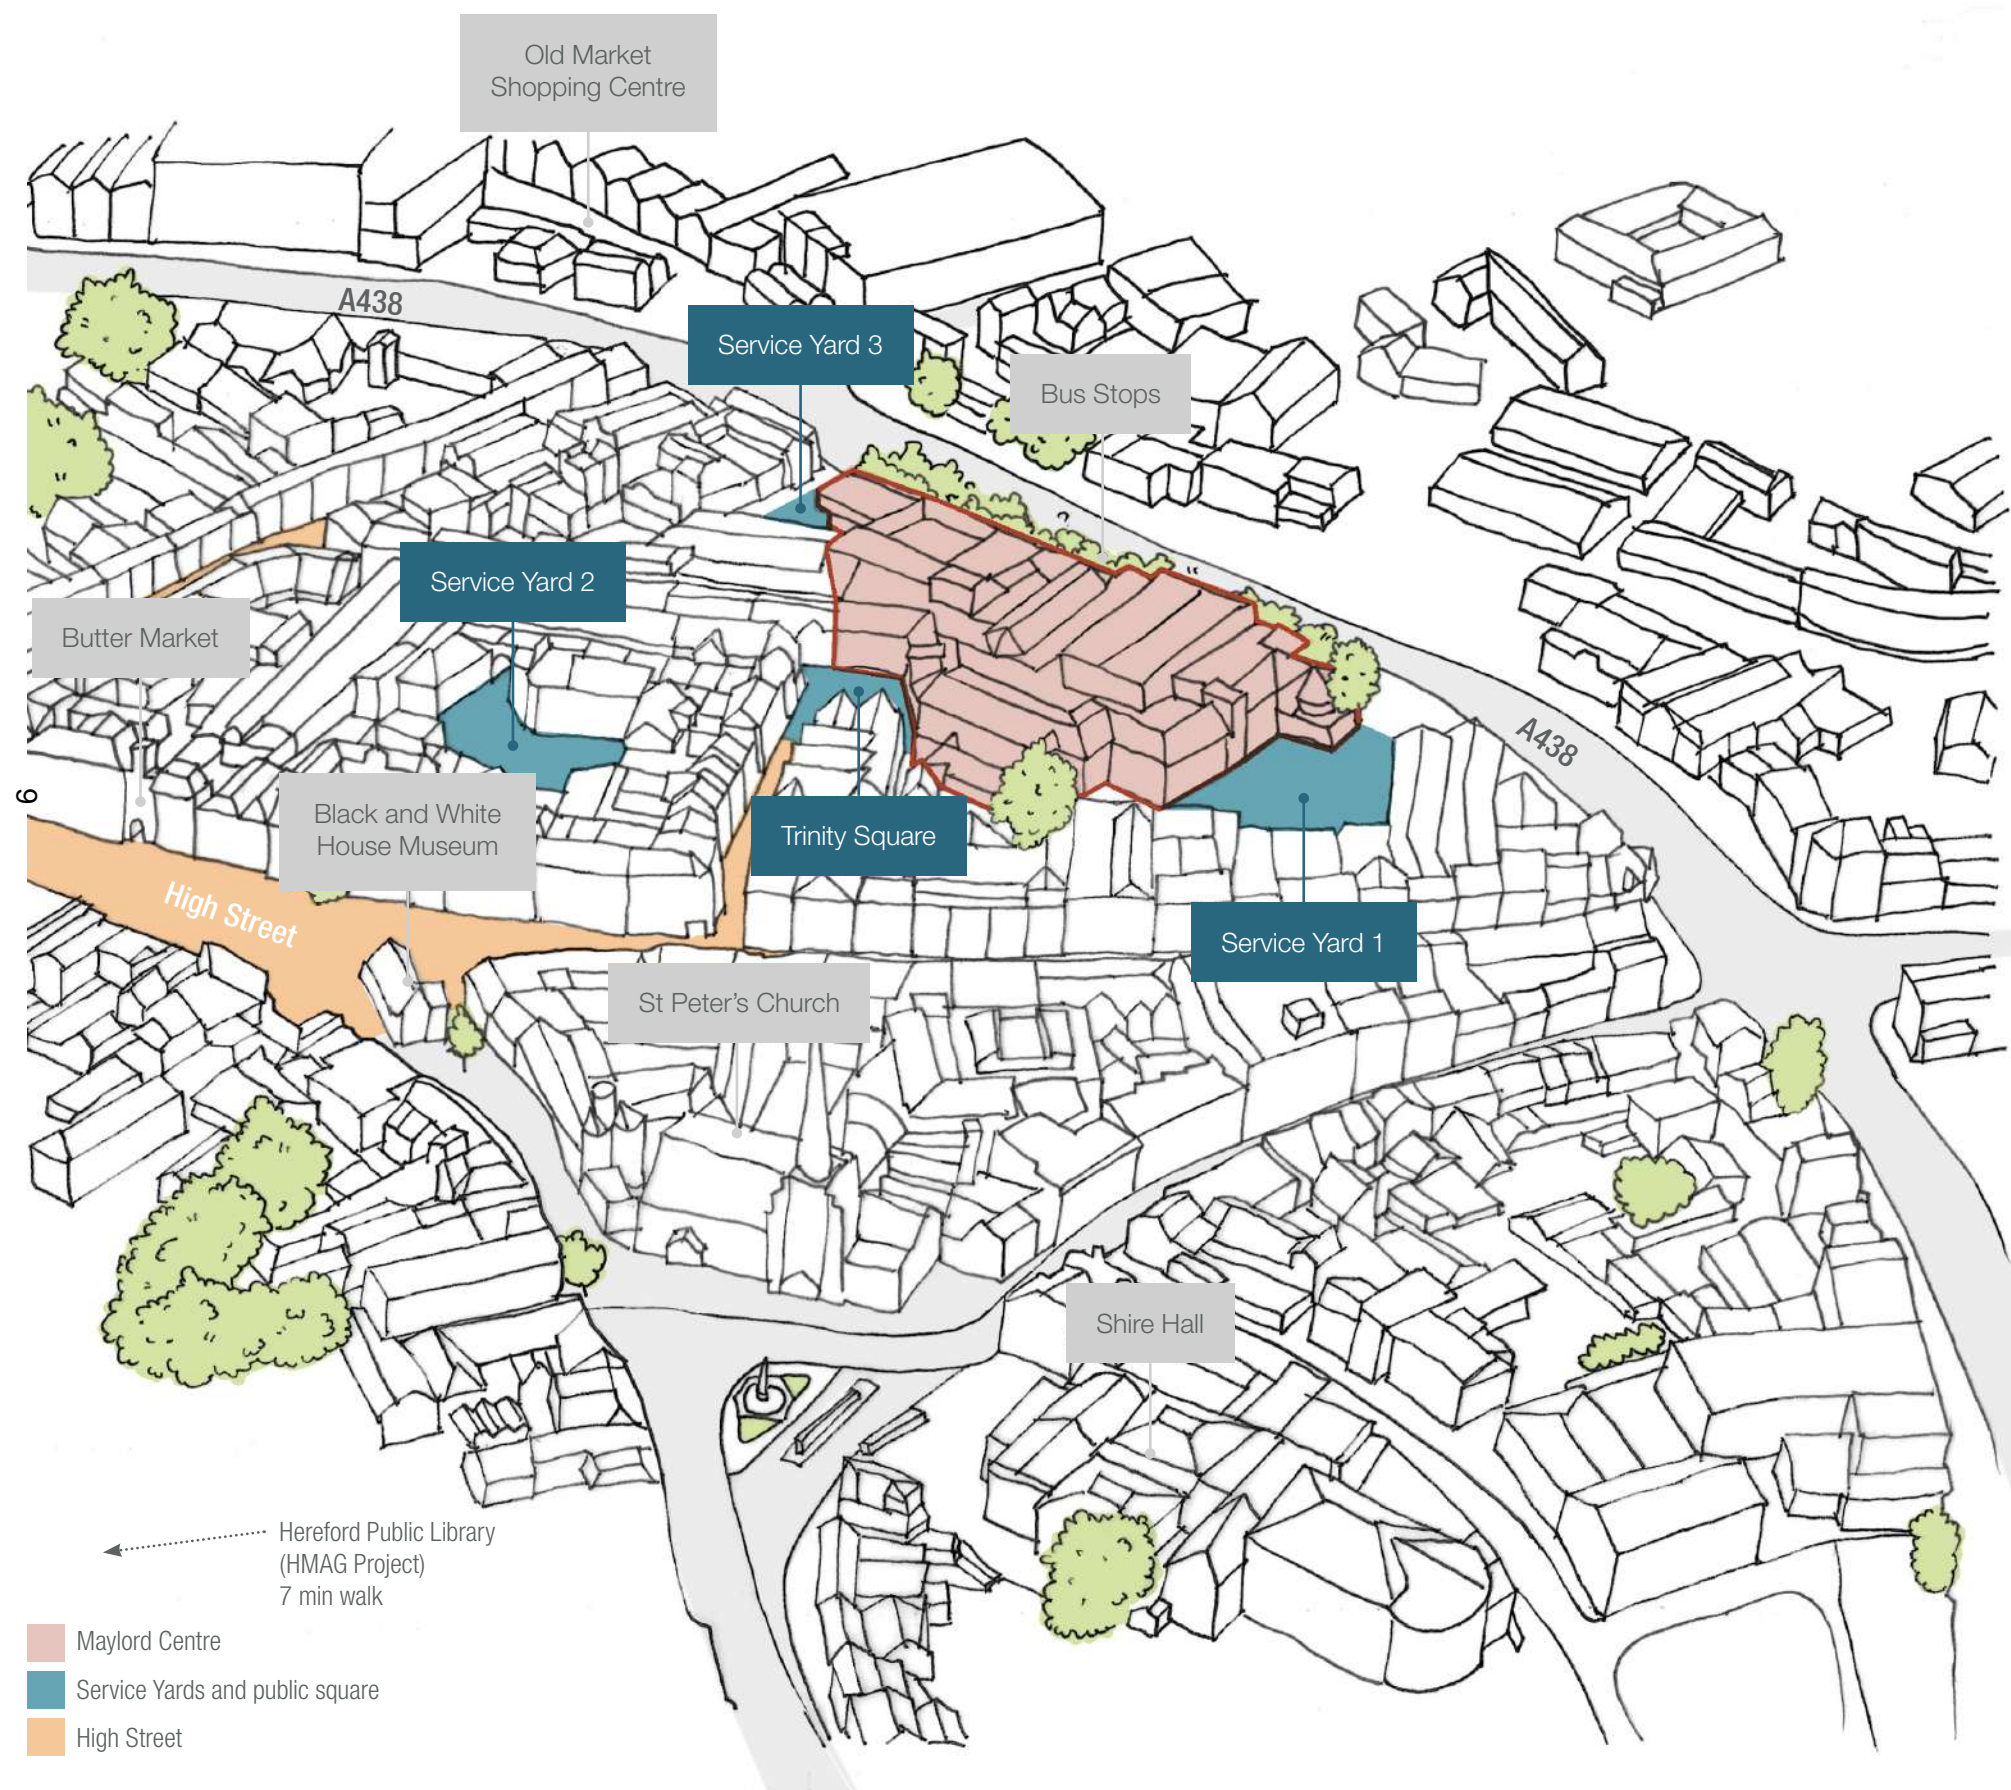 Old Market
Shopping Centre
A438
Service Yard 3
Bus Stops
Service Yard 2
Butter Market
A438
Black and White
House Museum
Trinity Square
High Street
Service Yard 1
St Peter's Church
Shire Hall
Hereford Public Library
(HMAG Project)
7 min walk
Maylord Centre
Service Yards and public square
High Street
9